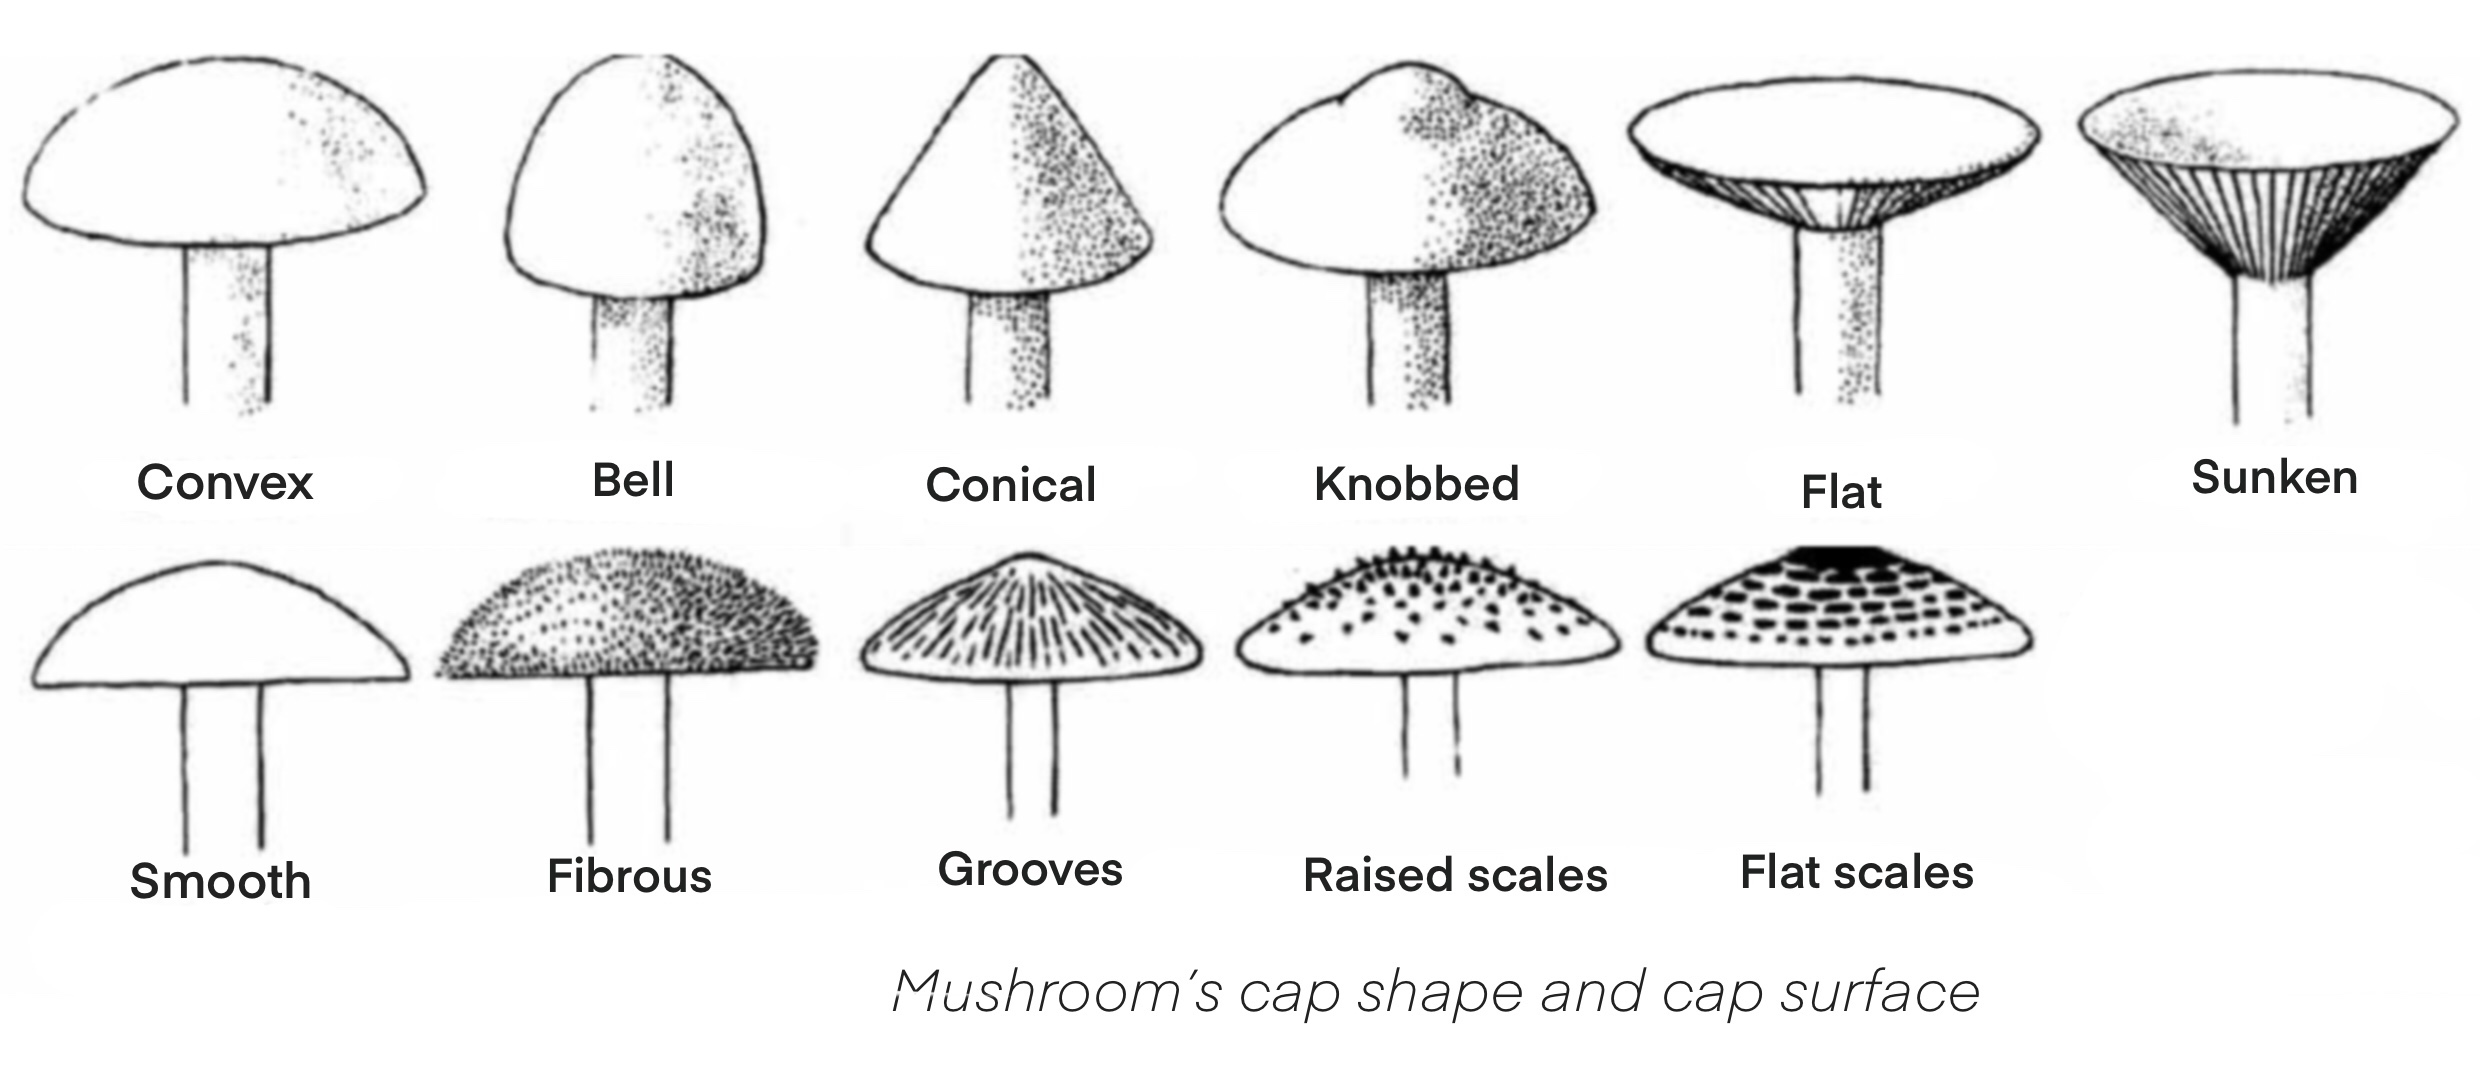 Convex Bell Conical Knobbed Flat Sunken
Smooth Fibrous Grooves Raised scales Flat scales
Mushroom's cap shape and cap surface